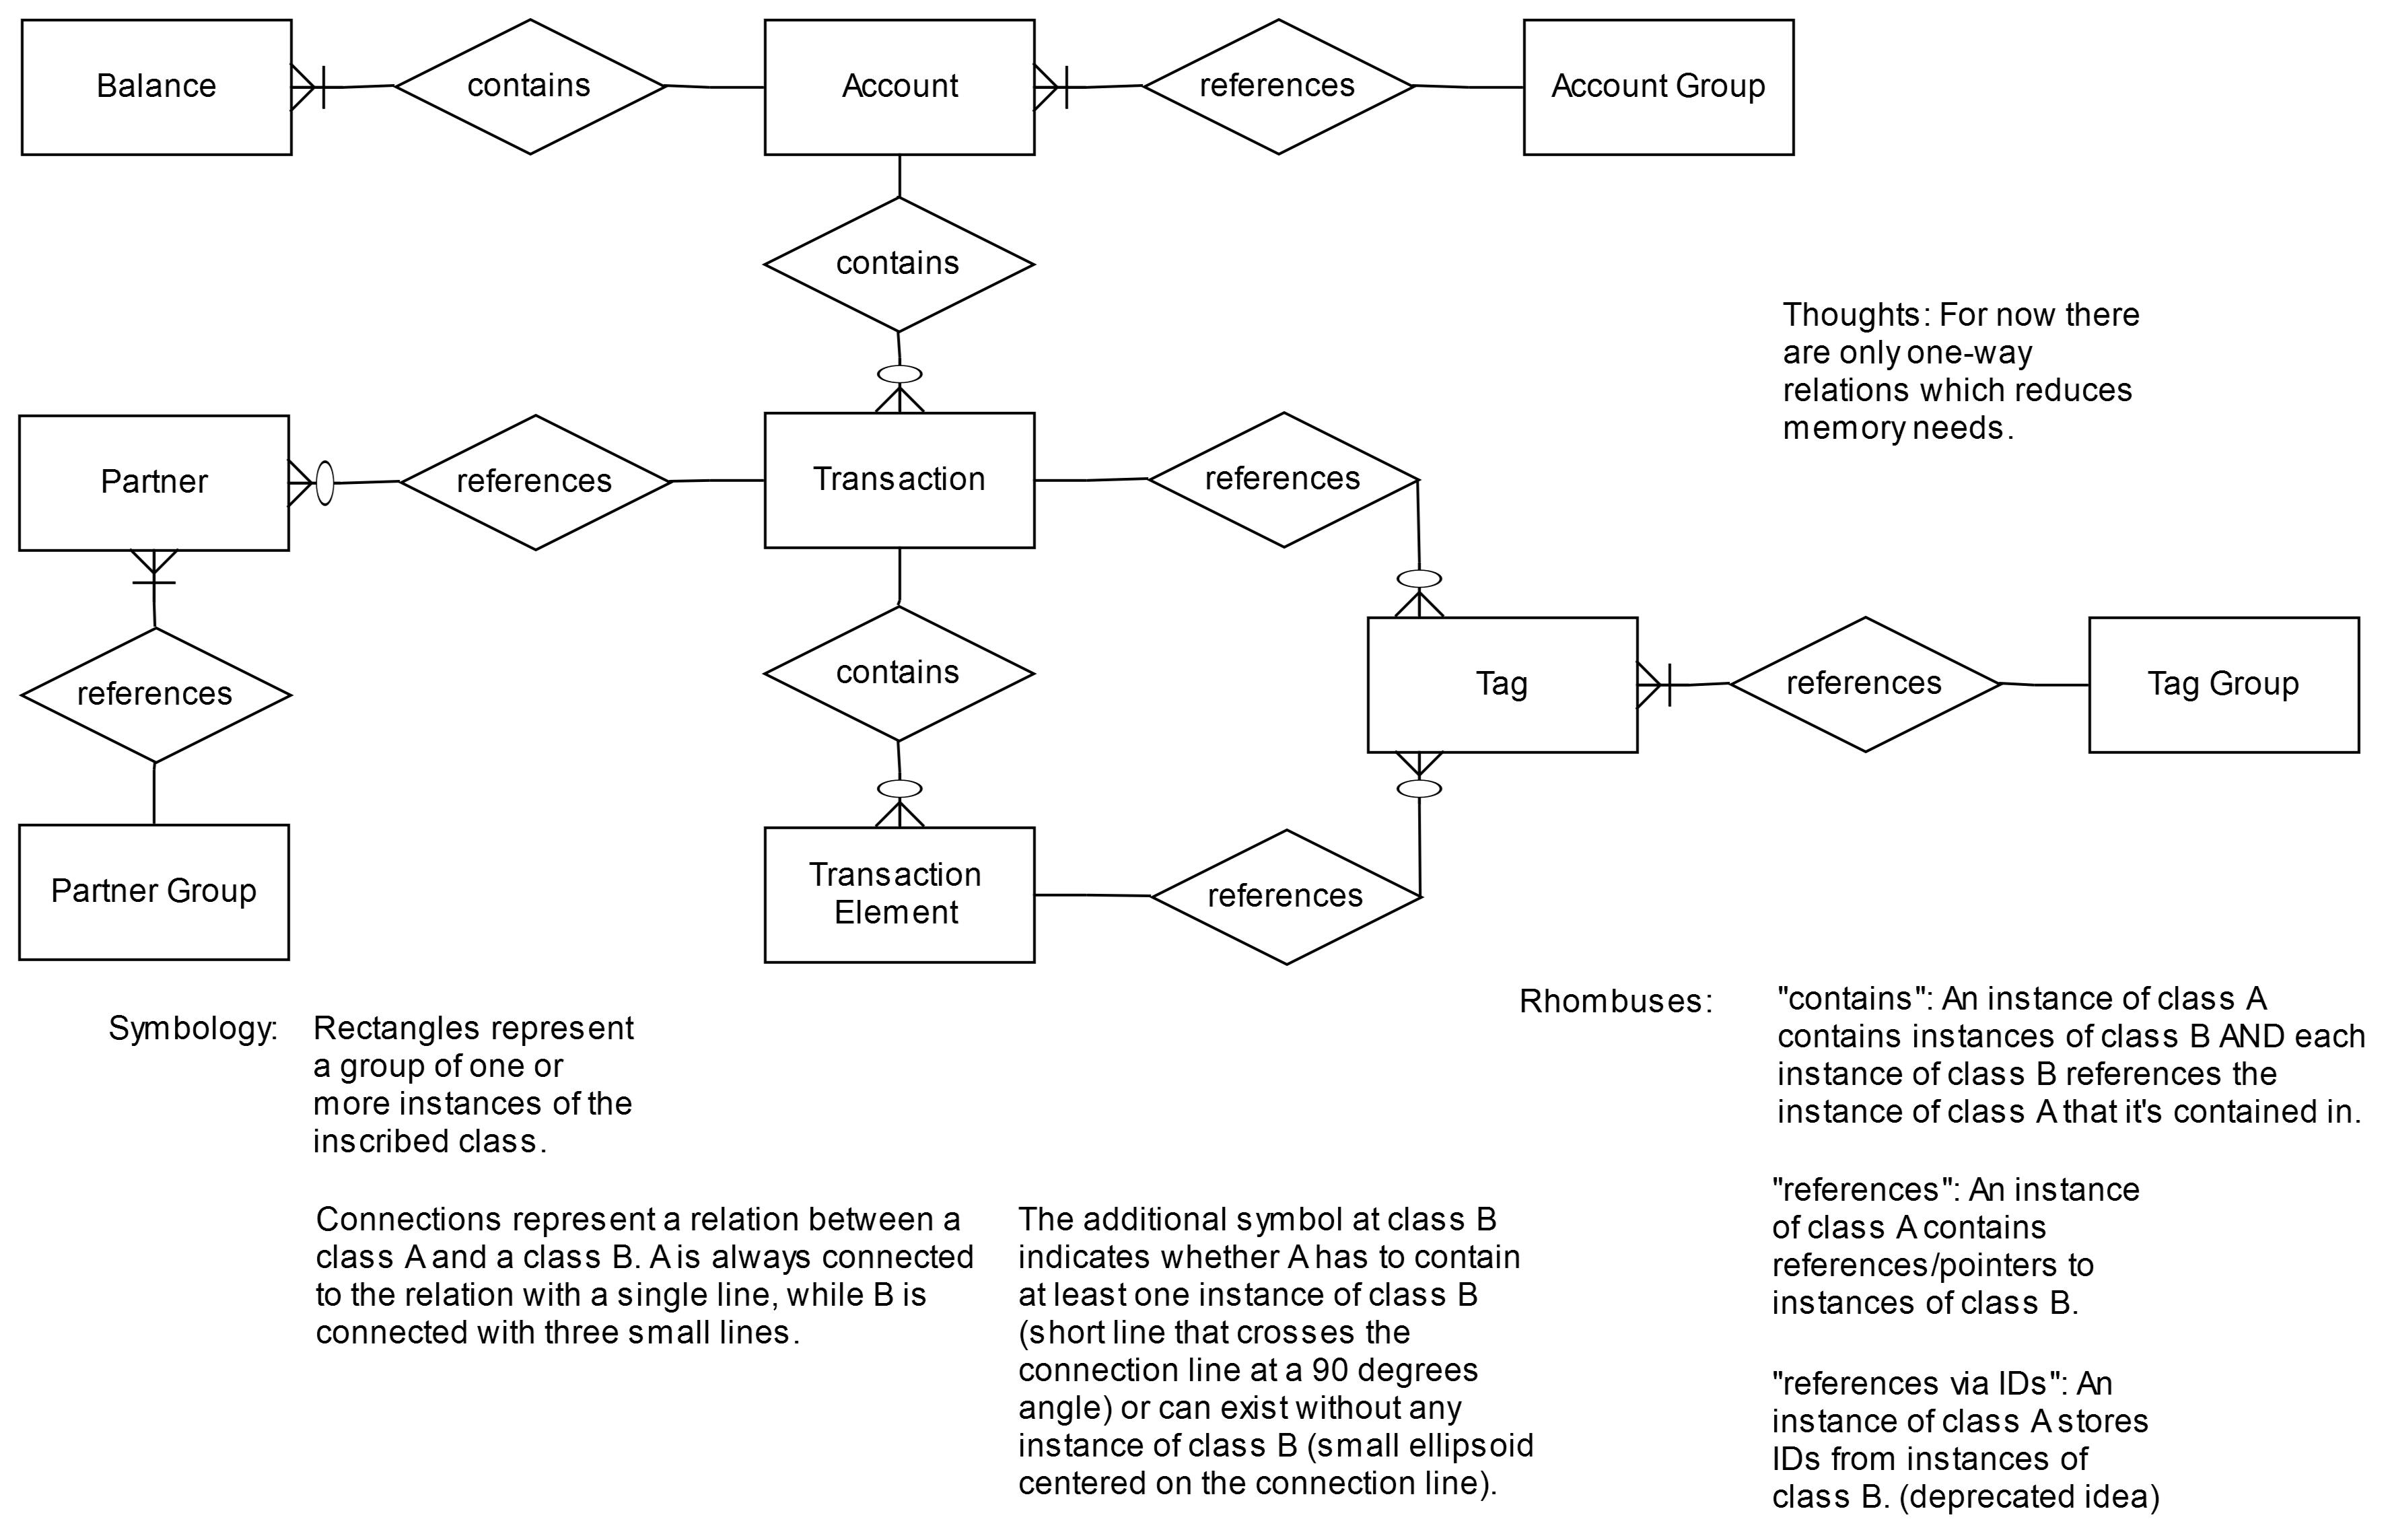 Balance
contains
Account
references
Account Group
contains
Thoughts: For now there
are only one-way
relations which reduces
memory needs.
Partner
references
Transaction
references
references
contains
Tag
references
Tag Group
Partner Group
Transaction
Element
references
Symbology:
Rectangles represent
a group of one or
more instances of the
inscribed class.
Connections represent a relation between a
class A and a class B. A is always connected
to the relation with a single line, while B is
connected with three small lines.
The additional symbol at class B
indicates whether A has to contain
at least one instance of class B
(short line that crosses the
connection line at a 90 degrees
angle) or can exist without any
instance of class B (small ellipsoid
centered on the connection line).
Rhombuses:
"contains": An instance of class A
contains instances of class B AND each
instance of class B references the
instance of class A that it's contained in.
"references": An instance
of class A contains
references/pointers to
instances of class B.
"references via IDs": An
instance of class A stores
IDs from instances of
class B. (deprecated idea)